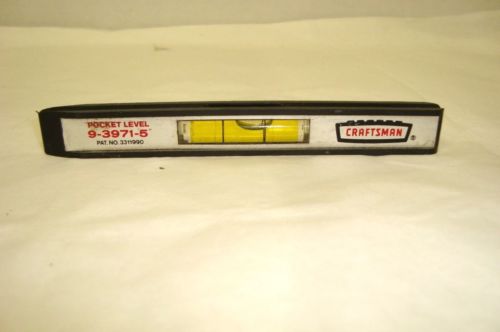 POCKET LEVEL
9-3971-5
PAT. NO. 3311990
CRAFTSMAN
®